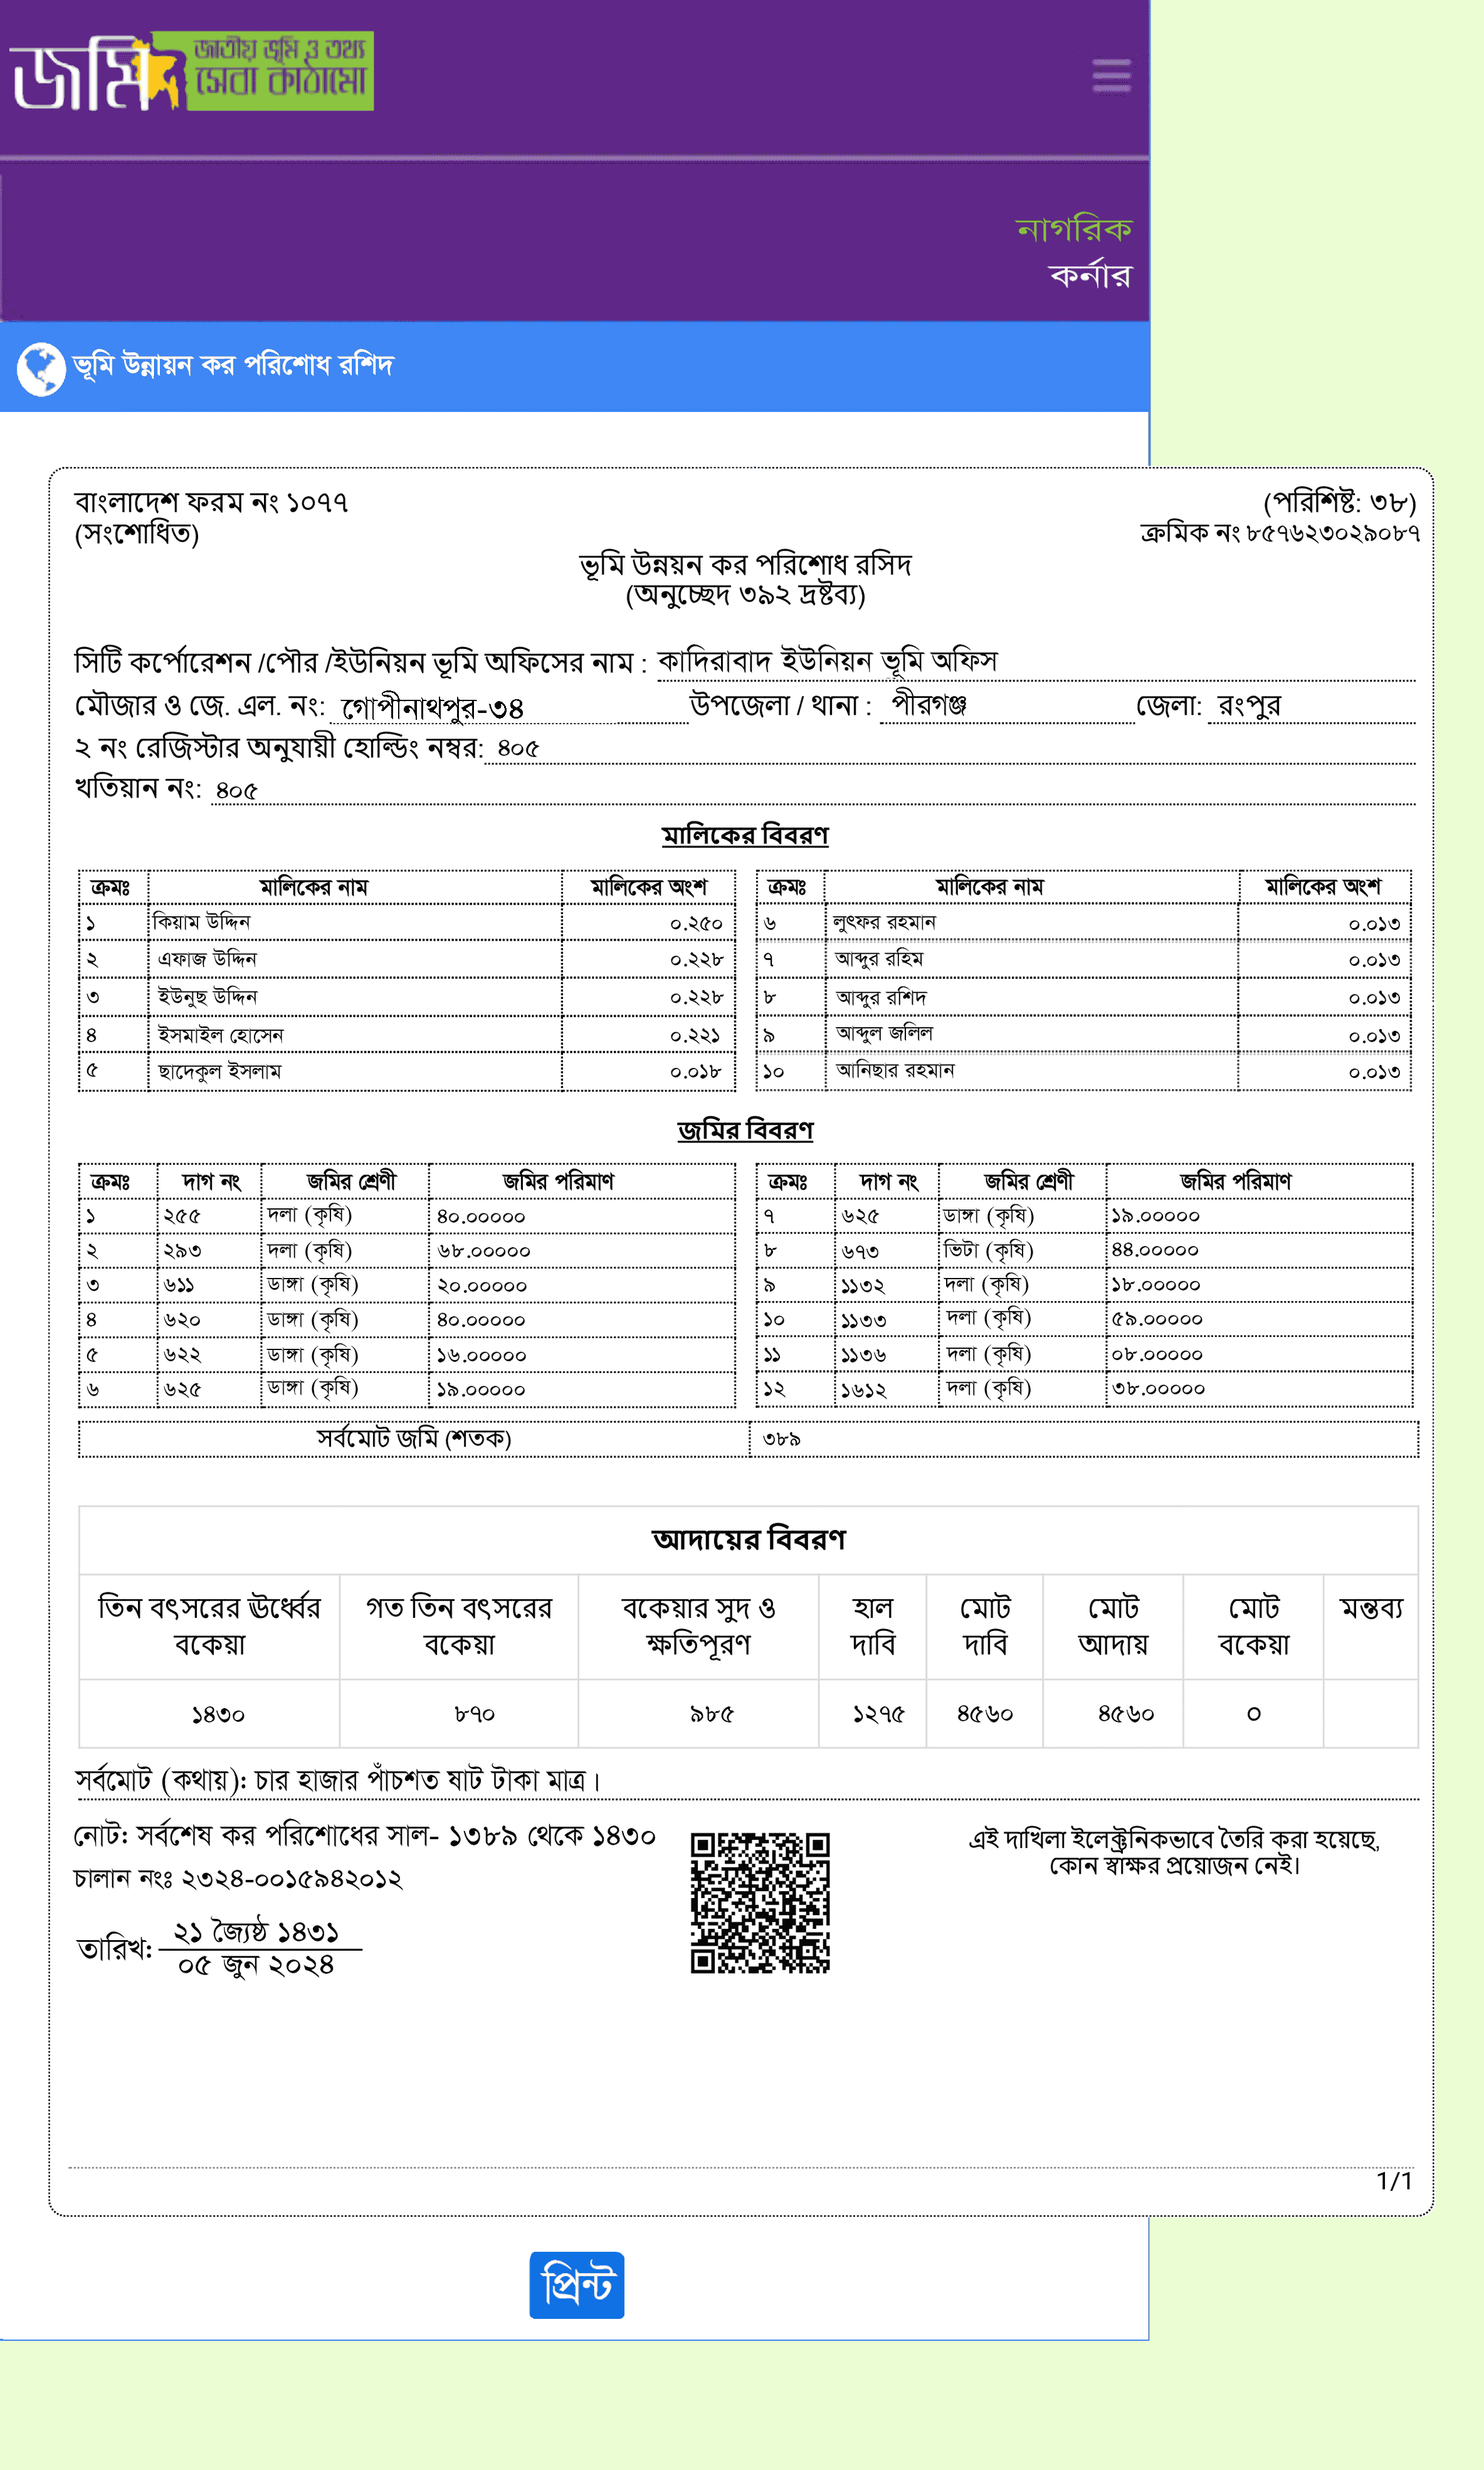 জমি জাতীয় ভূমি ও তথ্য
সেবা কাঠামো
নাগরিক
কর্নার
ভূমি উন্নায়ন কর পরিশোধ রশিদ
বাংলাদেশ ফরম নং ১০৭৭ (পরিশিষ্ট: ৩৮)
(সংশোধিত) ক্রমিক নং ৮৫৭৬২৩০২৯০৮৭
ভূমি উন্নয়ন কর পরিশোধ রসিদ
(অনুচ্ছেদ ৩৯২ দ্রষ্টব্য)
সিটি কর্পোরেশন /পৌর /ইউনিয়ন ভূমি অফিসের নাম : কাদিরাবাদ ইউনিয়ন ভূমি অফিস
মৌজার ও জে. এল. নং: গোপীনাথপুর-৩৪ উপজেলা / থানা : পীরগঞ্জ জেলা: রংপুর
২ নং রেজিস্টার অনুযায়ী হোল্ডিং নম্বর: ৪০৫
খতিয়ান নং: ৪০৫
মালিকের বিবরণ
ক্রমঃ মালিকের নাম মালিকের অংশ ক্রমঃ মালিকের নাম মালিকের অংশ
১ কিয়াম উদ্দিন ০.২৫০ ৬ লুৎফর রহমান ০.০১৩
২ এফাজ উদ্দিন ০.২২৮ ৭ আব্দুর রহিম ০.০১৩
৩ ইউনুছ উদ্দিন ০.২২৮ ৮ আব্দুর রশিদ ০.০১৩
৪ ইসমাইল হোসেন ০.২২১ ৯ আব্দুল জলিল ০.০১৩
৫ ছাদেকুল ইসলাম ০.০১৮ ১০ আনিছার রহমান ০.০১৩
জমির বিবরণ
ক্রমঃ দাগ নং জমির শ্রেণী জমির পরিমাণ ক্রমঃ দাগ নং জমির শ্রেণী জমির পরিমাণ
১ ২৫৫ দলা (কৃষি) ৪০.০০০০০ ৭ ৬২৫ ডাঙ্গা (কৃষি) ১৯.০০০০০
২ ২৯৩ দলা (কৃষি) ৬৮.০০০০০ ৮ ৬৭৩ ভিটা (কৃষি) ৪৪.০০০০০
৩ ৬১১ ডাঙ্গা (কৃষি) ২০.০০০০০ ৯ ১১৩২ দলা (কৃষি) ১৮.০০০০০
৪ ৬২০ ডাঙ্গা (কৃষি) ৪০.০০০০০ ১০ ১১৩৩ দলা (কৃষি) ৫৯.০০০০০
৫ ৬২২ ডাঙ্গা (কৃষি) ১৬.০০০০০ ১১ ১১৩৬ দলা (কৃষি) ০৮.০০০০০
৬ ৬২৫ ডাঙ্গা (কৃষি) ১৯.০০০০০ ১২ ১৬১২ দলা (কৃষি) ৩৮.০০০০০
সর্বমোট জমি (শতক) ৩৮৯
আদায়ের বিবরণ
তিন বৎসরের ঊর্ধ্বের গত তিন বৎসরের বকেয়ার সুদ ও হাল মোট মোট মোট মন্তব্য
বকেয়া বকেয়া ক্ষতিপূরণ দাবি দাবি আদায় বকেয়া
১৪৩০ ৮৭০ ৯৮৫ ১২৭৫ ৪৫৬০ ৪৫৬০ ০
সর্বমোট (কথায়): চার হাজার পাঁচশত ষাট টাকা মাত্র।
নোট: সর্বশেষ কর পরিশোধের সাল- ১৩৮৯ থেকে ১৪৩০
চালান নংঃ ২৩২৪-০০১৫৯৪২০১২
তারিখ: ২১ জ্যৈষ্ঠ ১৪৩১
০৫ জুন ২০২৪
এই দাখিলা ইলেক্ট্রনিকভাবে তৈরি করা হয়েছে,
কোন স্বাক্ষর প্রয়োজন নেই।
1/1
প্রিন্ট